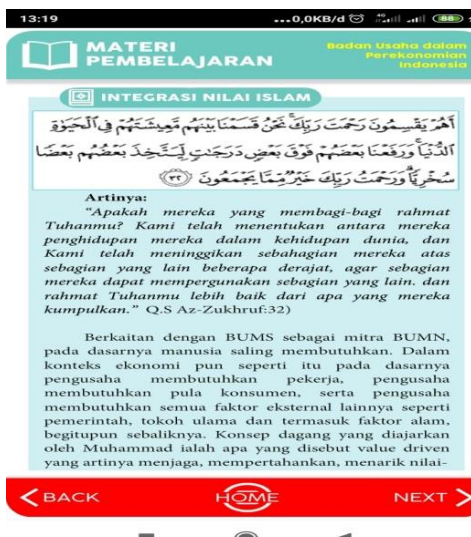 13:19
...0,0KB/d
88
MATERI
PEMBELAJARAN
Badan Usaha dalam
Perekonomian
Indonesia
INTEGRASI NILAI ISLAM
أَهُمْ يَقْسِمُونَ رَحْمَتَ رَبِّكَ نَحْنُ قَسَمْنَا بَيْنَهُم مَّعِيشَتَهُمْ فِي ٱلْحَيَوٰةِ
ٱلدُّنْيَا وَرَفَعْنَا بَعْضَهُمْ فَوْقَ بَعْضٍ دَرَجَٰتٍ لِّيَتَّخِذَ بَعْضُهُم بَعْضًا
سُخْرِيًّا وَرَحْمَتُ رَبِّكَ خَيْرٌ مِّمَّا يَجْمَعُونَ ٣٢
Artinya:
"Apakah mereka yang membagi-bagi rahmat
Tuhanmu? Kami telah menentukan antara mereka
penghidupan mereka dalam kehidupan dunia, dan
Kami telah meninggikan sebahagian mereka atas
sebagian yang lain beberapa derajat, agar sebagian
mereka dapat mempergunakan sebagian yang lain. dan
rahmat Tuhanmu lebih baik dari apa yang mereka
kumpulkan." Q.S Az-Zukhruf:32)
Berkaitan dengan BUMS sebagai mitra BUMN,
pada dasarnya manusia saling membutuhkan. Dalam
konteks ekonomi pun seperti itu pada dasarnya
pengusaha membutuhkan pekerja, pengusaha
membutuhkan pula konsumen, serta pengusaha
membutuhkan semua faktor eksternal lainnya seperti
pemerintah, tokoh ulama dan termasuk faktor alam,
begitupun sebaliknya. Konsep dagang yang diajarkan
oleh Muhammad ialah apa yang disebut value driven
yang artinya menjaga, mempertahankan, menarik nilai-
BACK
HOME
NEXT